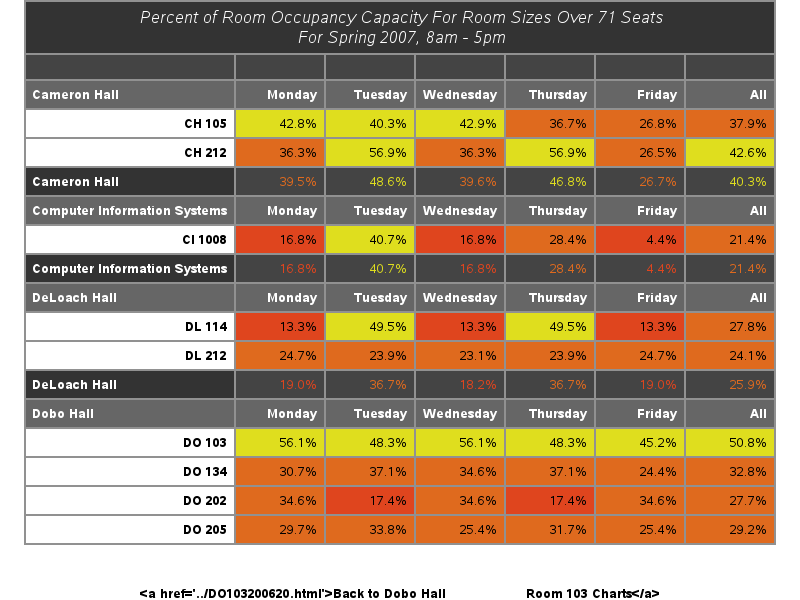 Percent of Room Occupancy Capacity For Room Sizes Over 71 Seats
For Spring 2007, 8am - 5pm
Cameron Hall Monday Tuesday Wednesday Thursday Friday All
CH 105 42.8% 40.3% 42.9% 36.7% 26.8% 37.9%
CH 212 36.3% 56.9% 36.3% 56.9% 26.5% 42.6%
Cameron Hall 39.5% 48.6% 39.6% 46.8% 26.7% 40.3%
Computer Information Systems Monday Tuesday Wednesday Thursday Friday All
CI 1008 16.8% 40.7% 16.8% 28.4% 4.4% 21.4%
Computer Information Systems 16.8% 40.7% 16.8% 28.4% 4.4% 21.4%
DeLoach Hall Monday Tuesday Wednesday Thursday Friday All
DL 114 13.3% 49.5% 13.3% 49.5% 13.3% 27.8%
DL 212 24.7% 23.9% 23.1% 23.9% 24.7% 24.1%
DeLoach Hall 19.0% 36.7% 18.2% 36.7% 19.0% 25.9%
Dobo Hall Monday Tuesday Wednesday Thursday Friday All
DO 103 56.1% 48.3% 56.1% 48.3% 45.2% 50.8%
DO 134 30.7% 37.1% 34.6% 37.1% 24.4% 32.8%
DO 202 34.6% 17.4% 34.6% 17.4% 34.6% 27.7%
DO 205 29.7% 33.8% 25.4% 31.7% 25.4% 29.2%
<a href='../DO103200620.html'>Back to Dobo Hall Room 103 Charts</a>